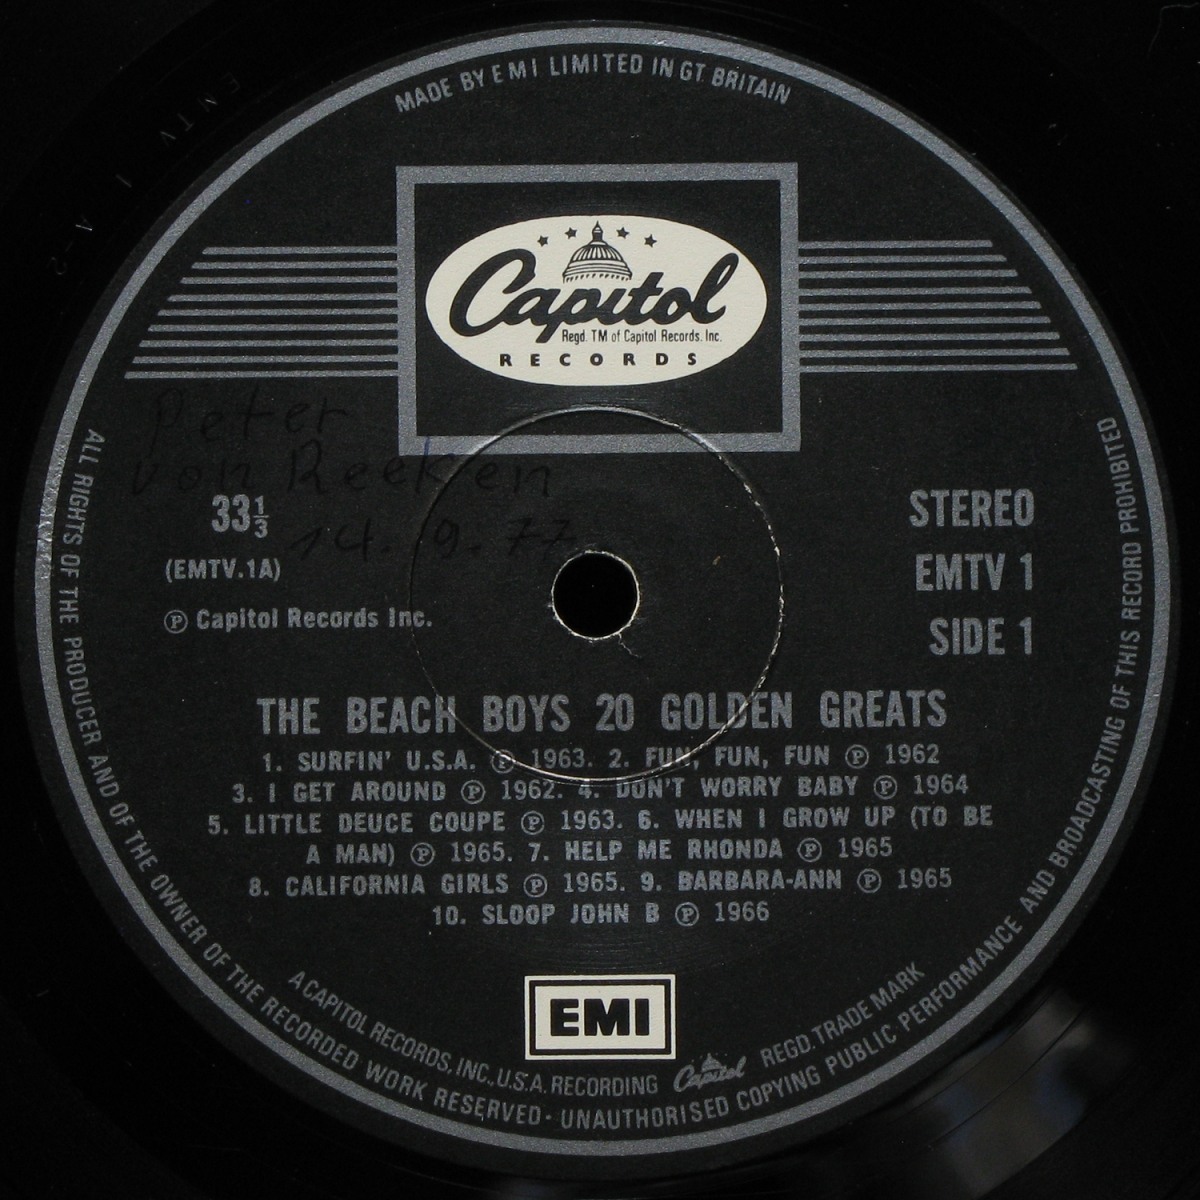 MADE BY EMI LIMITED IN GT. BRITAIN
Capitol
Regd. TM of Capitol Records, Inc.
RECORDS
Peter
von Reeken
14. 9. 77
33⅓
(EMTV.1A)
℗ Capitol Records Inc.
STEREO
EMTV 1
SIDE 1
THE BEACH BOYS 20 GOLDEN GREATS
1. SURFIN' U.S.A. ℗ 1963. 2. FUN, FUN, FUN ℗ 1962
3. I GET AROUND ℗ 1962. 4. DON'T WORRY BABY ℗ 1964
5. LITTLE DEUCE COUPE ℗ 1963. 6. WHEN I GROW UP (TO BE
A MAN) ℗ 1965. 7. HELP ME RHONDA ℗ 1965
8. CALIFORNIA GIRLS ℗ 1965. 9. BARBARA-ANN ℗ 1965
10. SLOOP JOHN B ℗ 1966
EMI
A CAPITOL RECORDS, INC., U.S.A. RECORDING Capitol REGD. TRADE MARK
ALL RIGHTS OF THE PRODUCER AND OF THE OWNER OF THE RECORDED WORK RESERVED · UNAUTHORISED COPYING PUBLIC PERFORMANCE AND BROADCASTING OF THIS RECORD PROHIBITED
EMTV 1 A-2